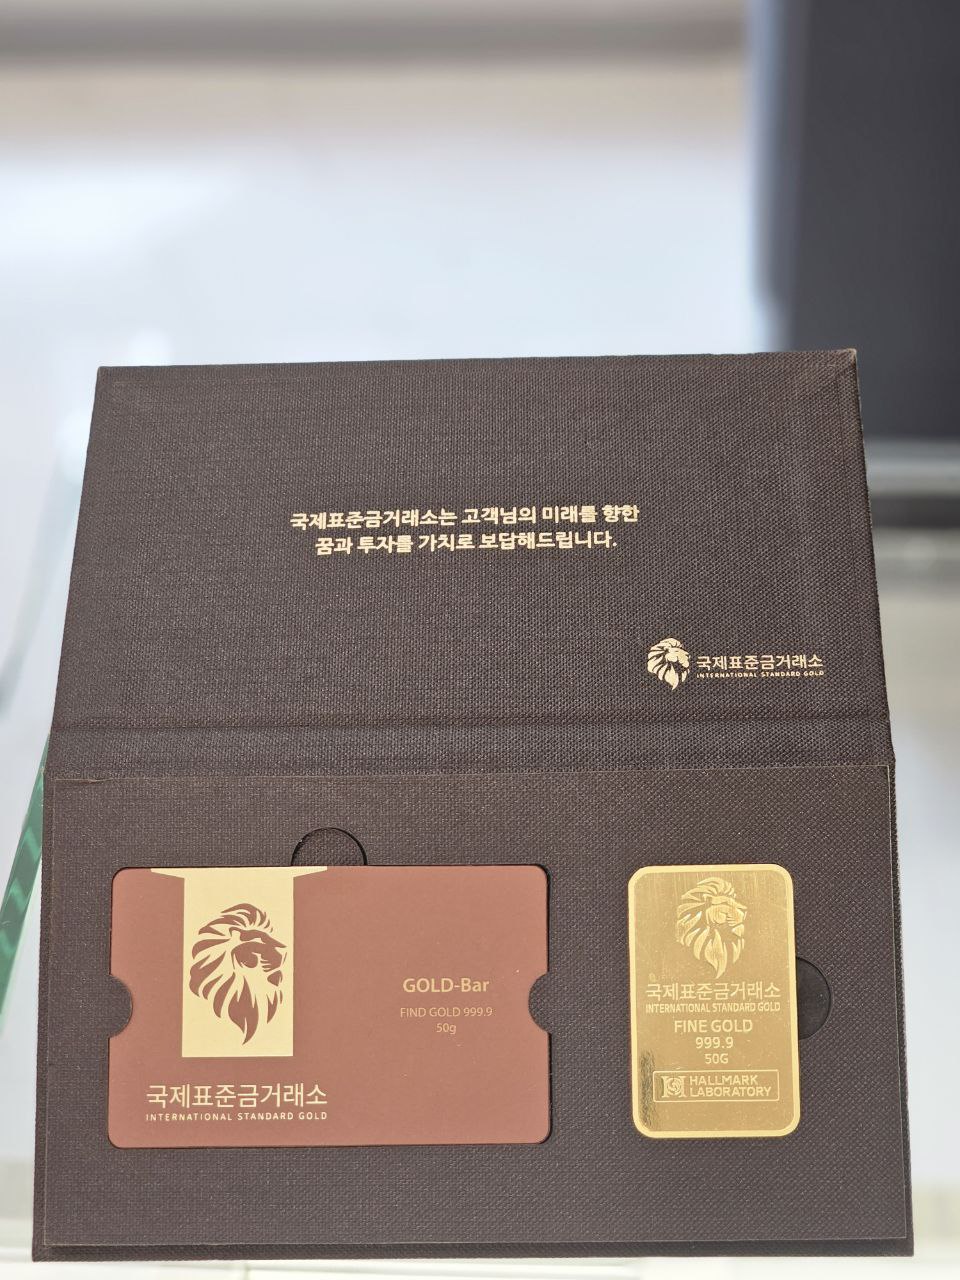 국제표준금거래소는 고객님의 미래를 향한
꿈과 투자를 가치로 보답해드립니다.
국제표준금거래소
INTERNATIONAL STANDARD GOLD
GOLD-Bar
FIND GOLD 999.9
50g
국제표준금거래소
INTERNATIONAL STANDARD GOLD
국제표준금거래소
INTERNATIONAL STANDARD GOLD
FINE GOLD
999.9
50G
HALLMARK
LABORATORY